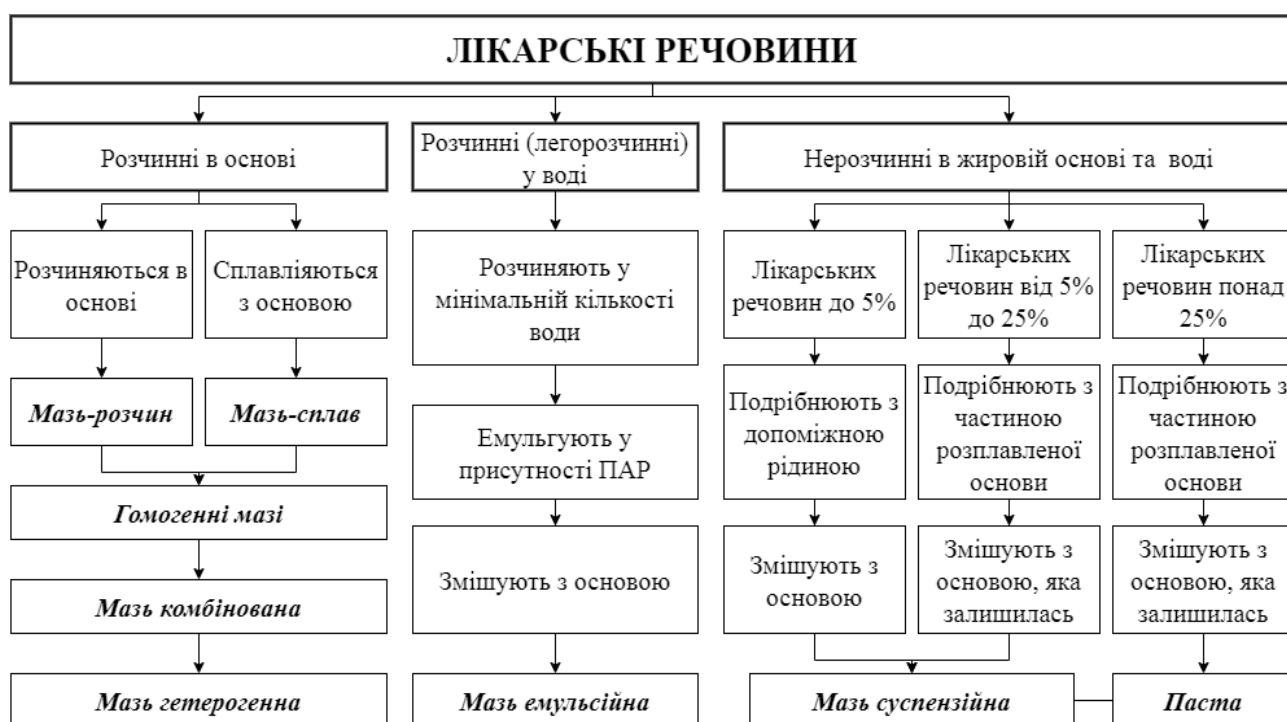 ЛІКАРСЬКІ РЕЧОВИНИ
Розчинні в основі
Розчинні (легорозчинні)
у воді
Нерозчинні в жировій основі та воді
Розчиняються в
основі
Сплавліяються
з основою
Розчиняють у
мінімальній кількості
води
Лікарських
речовин до 5%
Лікарських
речовин від 5%
до 25%
Лікарських
речовин понад
25%
Мазь-розчин
Мазь-сплав
Емульгують у
присутності ПАР
Подрібнюють з
допоміжною
рідиною
Подрібнюють з
частиною
розплавленої
основи
Подрібнюють з
частиною
розплавленої
основи
Гомогенні мазі
Мазь комбінована
Змішують з основою
Змішують з
основою
Змішують з
основою, яка
залишилась
Змішують з
основою, яка
залишилась
Мазь гетерогенна
Мазь емульсійна
Мазь суспензійна
Паста